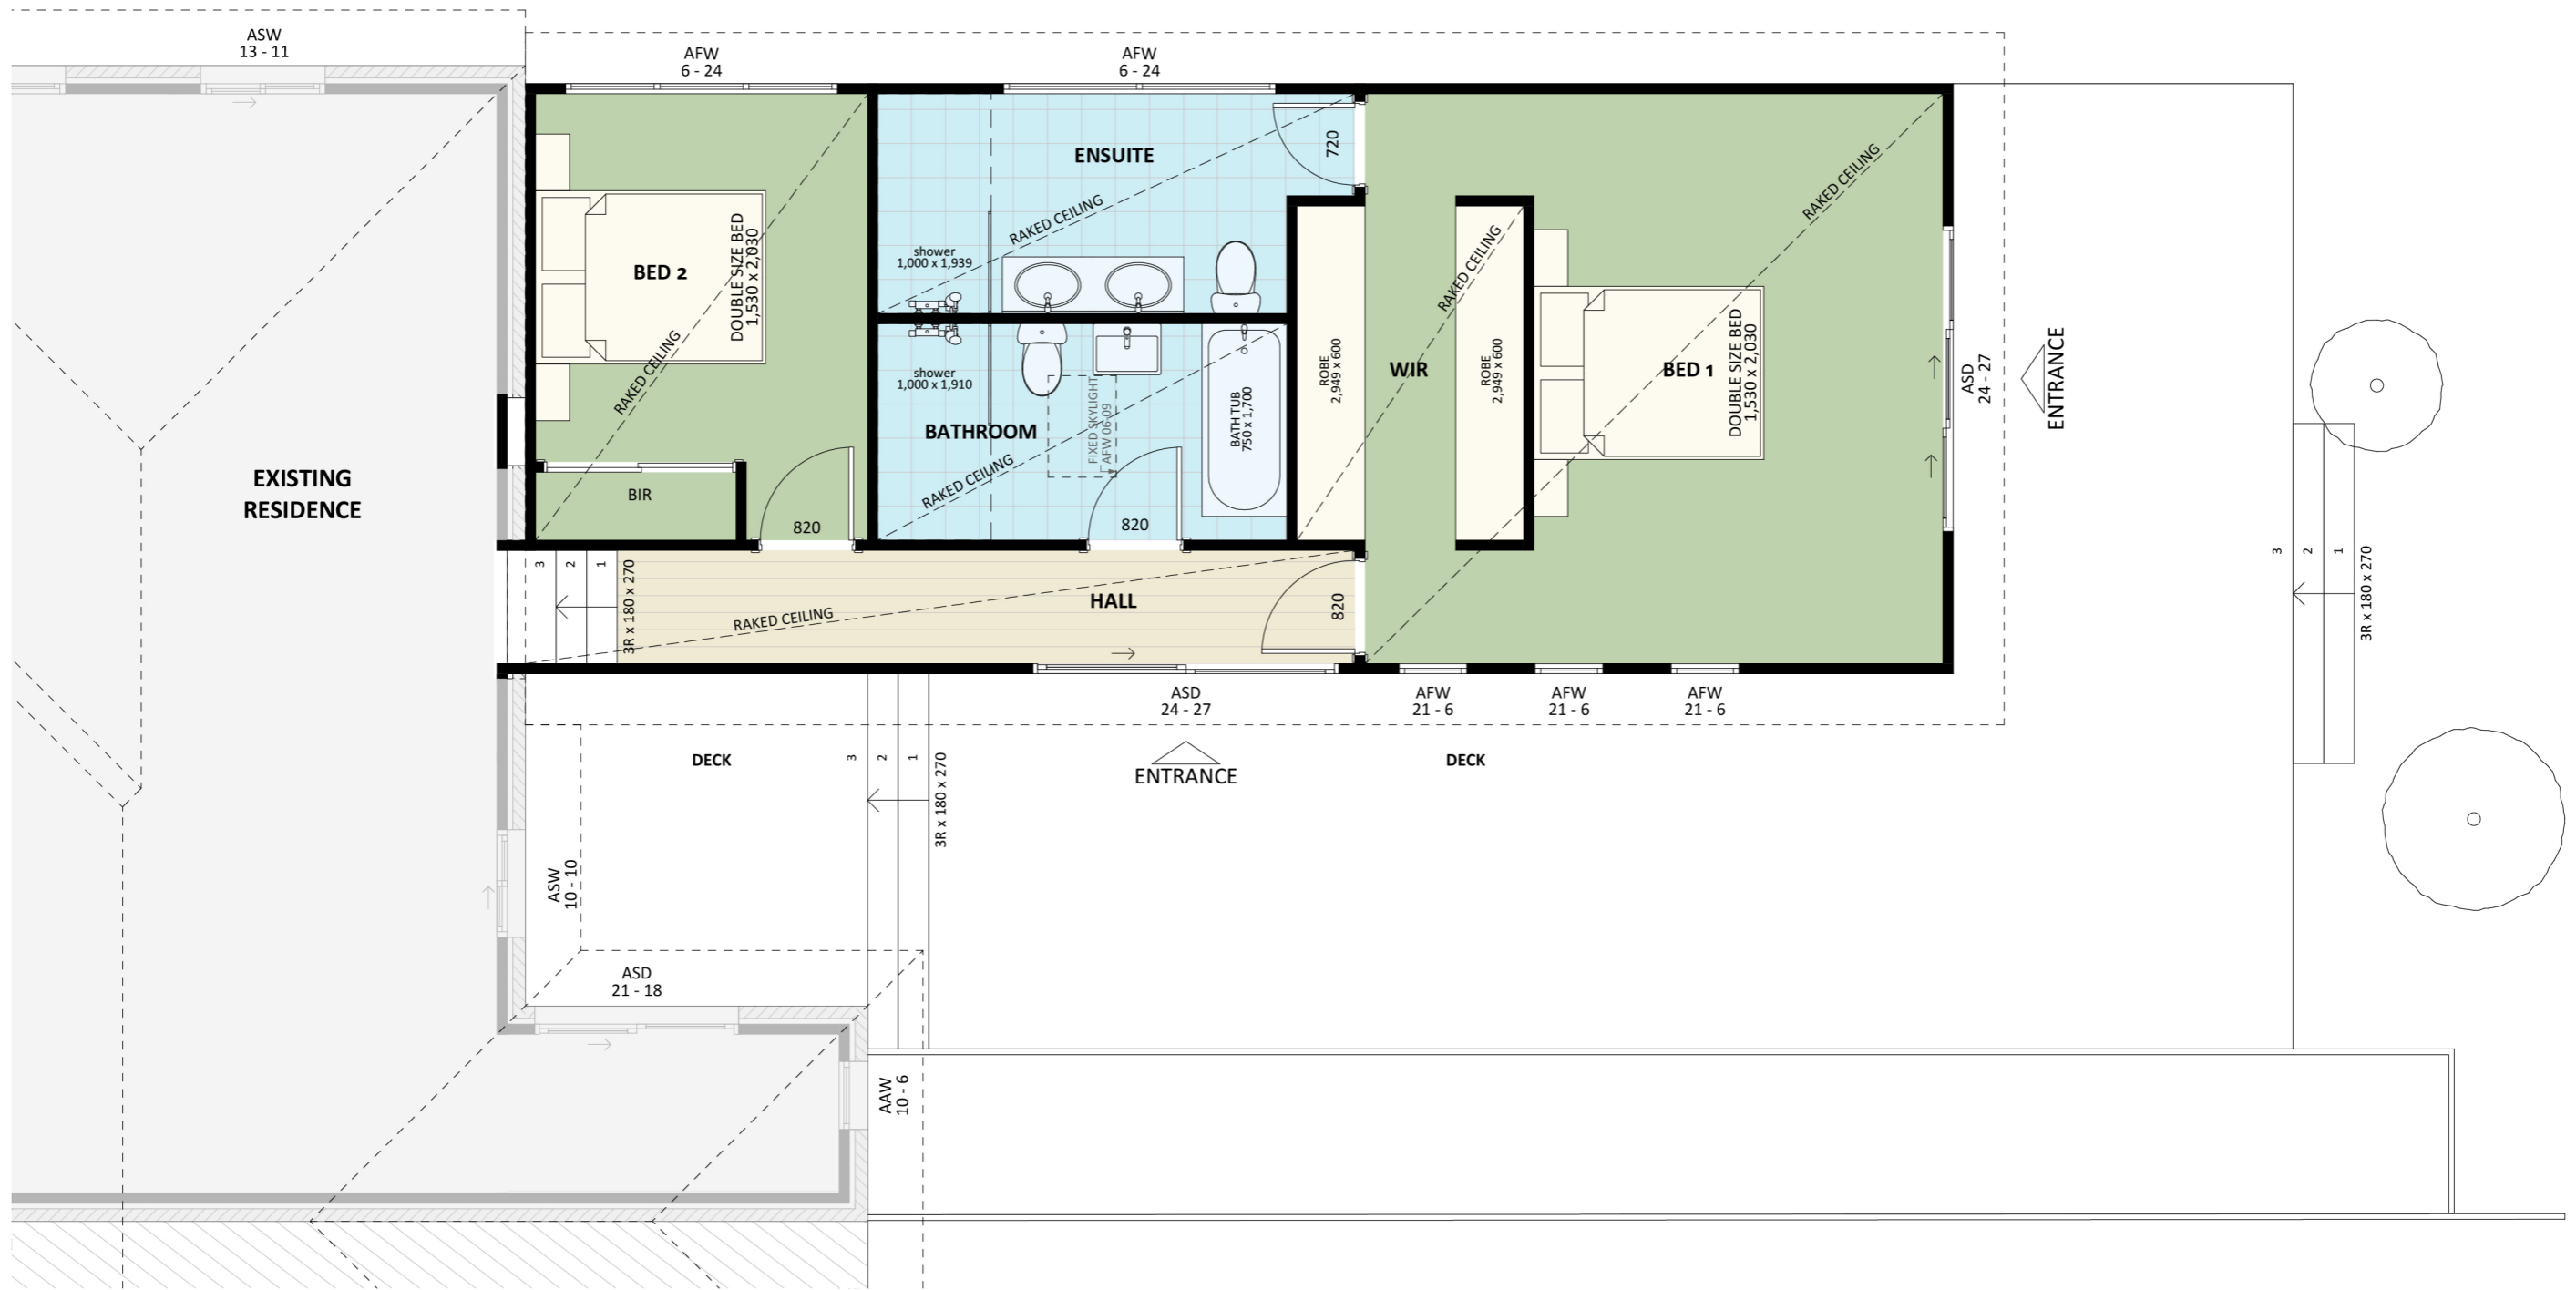 ASW
13 - 11
AFW
6 - 24
AFW
6 - 24
ENSUITE
720
RAKED CEILING
RAKED CEILING
shower
1,000 x 1,939
BED 2
DOUBLE SIZE BED
1,530 x 2,030
RAKED CEILING
RAKED CEILING
shower
1,000 x 1,910
BATHROOM
FIXED SKYLIGHT
AFW 06-09
BATH TUB
750 x 1,700
ROBE
2,949 x 600
WIR
ROBE
2,949 x 600
BED 1
DOUBLE SIZE BED
1,530 x 2,030
ASD
24 - 27
ENTRANCE
RAKED CEILING
EXISTING
RESIDENCE
BIR
820
820
3
2
1
3R x 180 x 270
HALL
RAKED CEILING
820
3
2
1
3R x 180 x 270
ASD
24 - 27
AFW
21 - 6
AFW
21 - 6
AFW
21 - 6
DECK
3
2
1
3R x 180 x 270
ENTRANCE
DECK
ASW
10 - 10
ASD
21 - 18
AAW
10 - 6